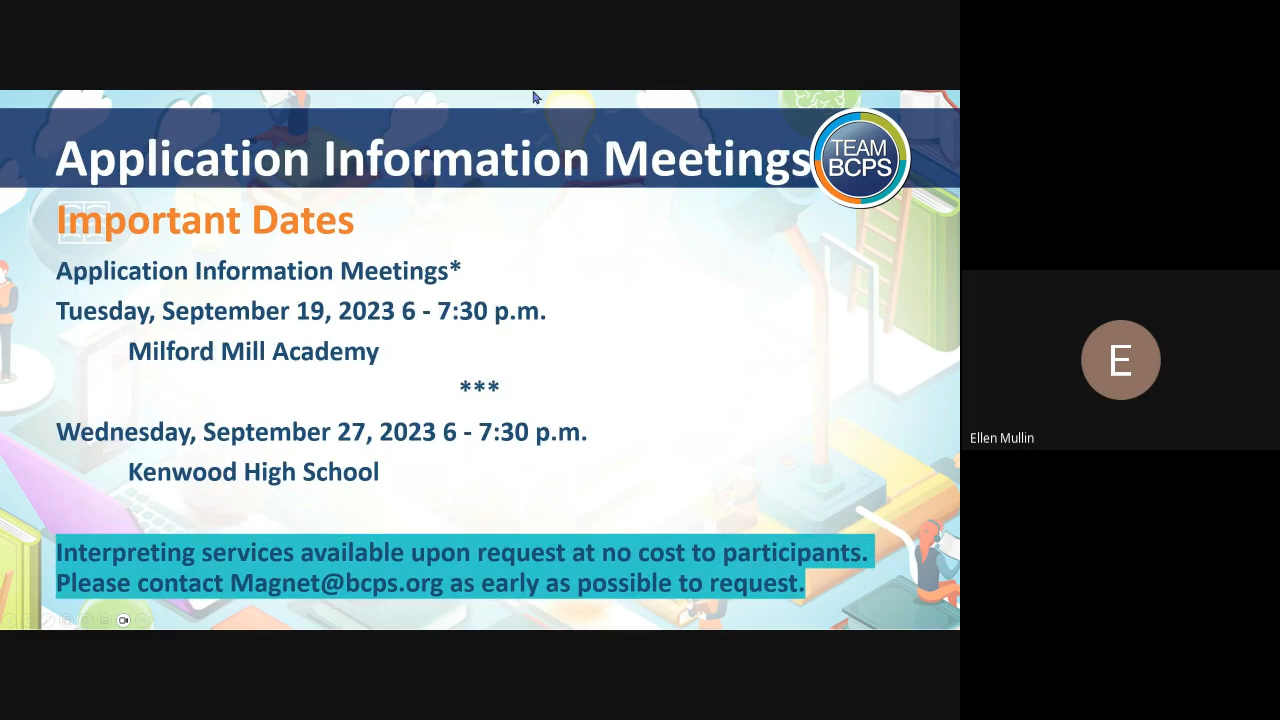 Application Information Meetings
TEAM
BCPS
Important Dates
Application Information Meetings*
Tuesday, September 19, 2023 6 - 7:30 p.m.
Milford Mill Academy
***
Wednesday, September 27, 2023 6 - 7:30 p.m.
Kenwood High School
Interpreting services available upon request at no cost to participants.
Please contact Magnet@bcps.org as early as possible to request.
E
Ellen Mullin